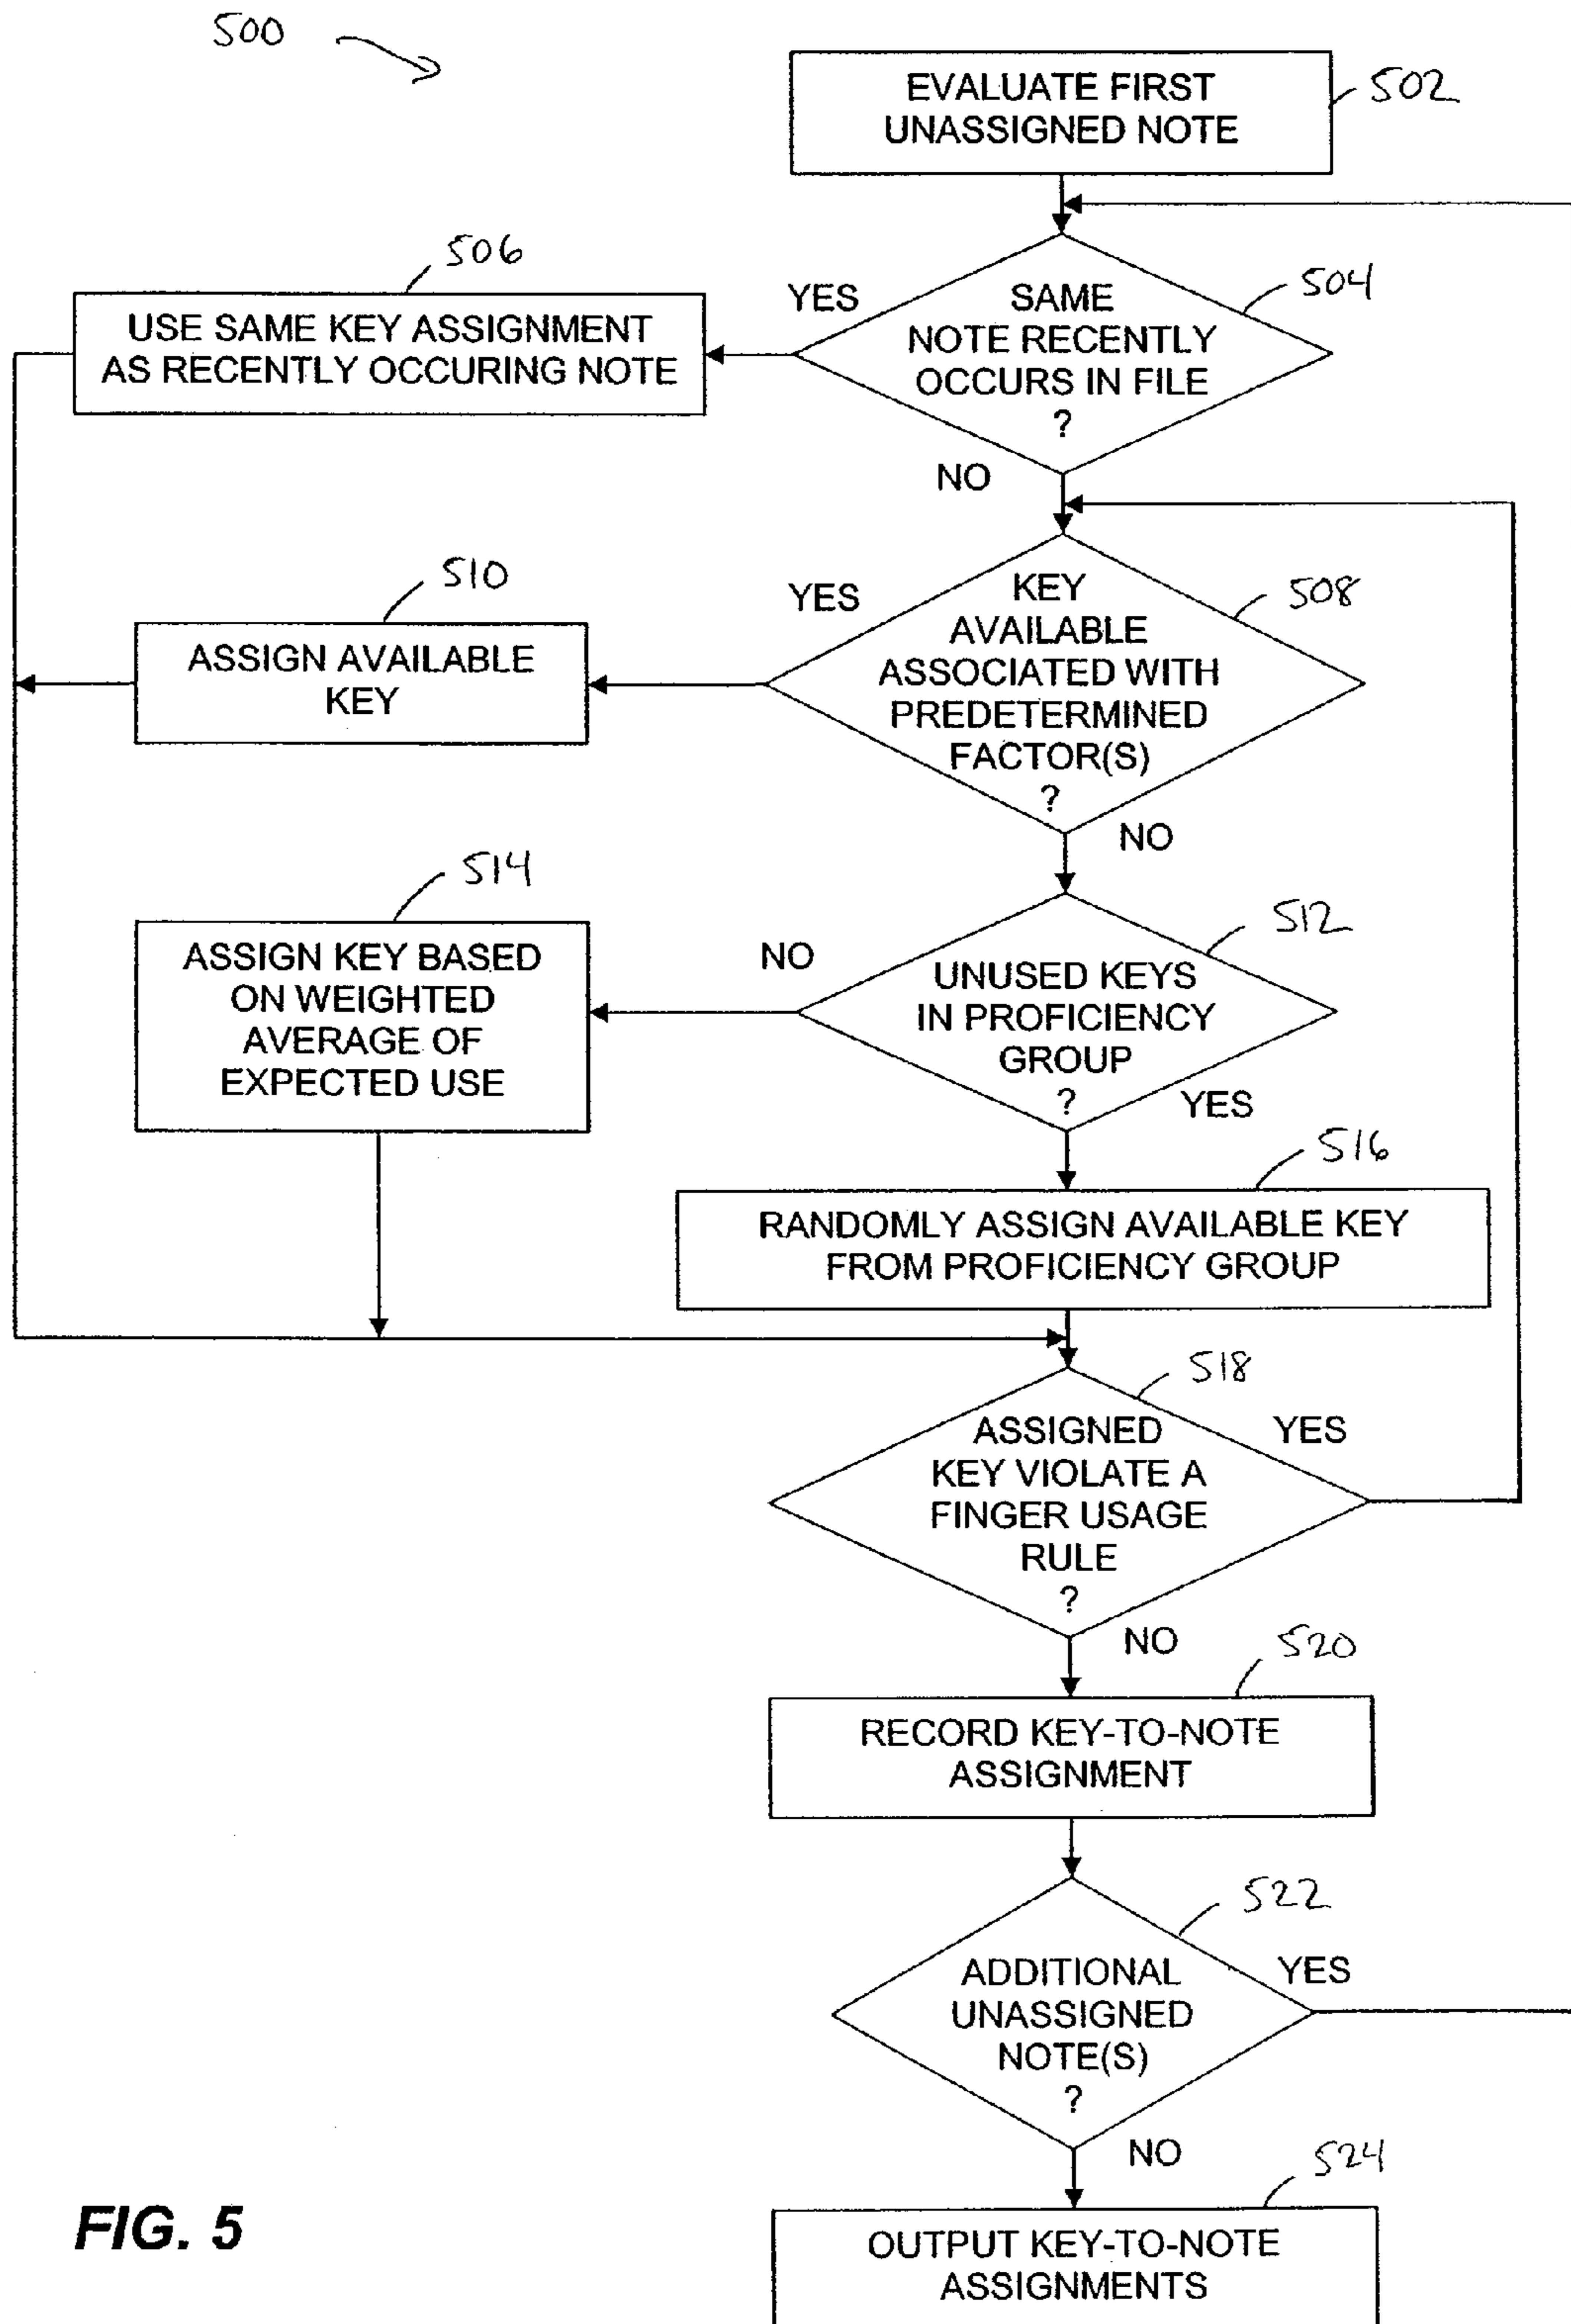 500
EVALUATE FIRST
UNASSIGNED NOTE
502
506
USE SAME KEY ASSIGNMENT
AS RECENTLY OCCURING NOTE
YES
SAME
NOTE RECENTLY
OCCURS IN FILE
?
504
NO
510
ASSIGN AVAILABLE
KEY
YES
KEY
AVAILABLE
ASSOCIATED WITH
PREDETERMINED
FACTOR(S)
?
508
NO
514
ASSIGN KEY BASED
ON WEIGHTED
AVERAGE OF
EXPECTED USE
NO
UNUSED KEYS
IN PROFICIENCY
GROUP
?
512
YES
516
RANDOMLY ASSIGN AVAILABLE KEY
FROM PROFICIENCY GROUP
518
ASSIGNED
KEY VIOLATE A
FINGER USAGE
RULE
?
YES
NO
520
RECORD KEY-TO-NOTE
ASSIGNMENT
522
ADDITIONAL
UNASSIGNED
NOTE(S)
?
YES
NO
524
OUTPUT KEY-TO-NOTE
ASSIGNMENTS
FIG. 5